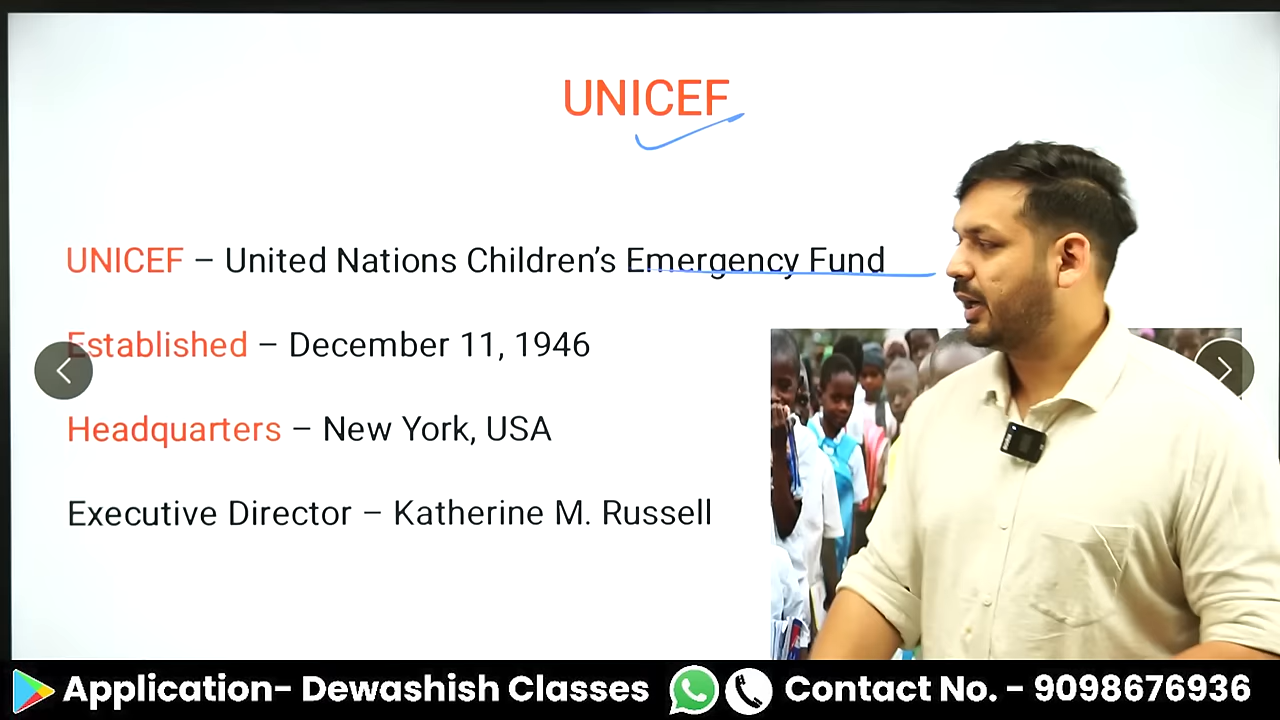 UNICEF
UNICEF – United Nations Children’s Emergency Fund
Established – December 11, 1946
Headquarters – New York, USA
Executive Director – Katherine M. Russell
Application- Dewashish Classes Contact No. - 9098676936